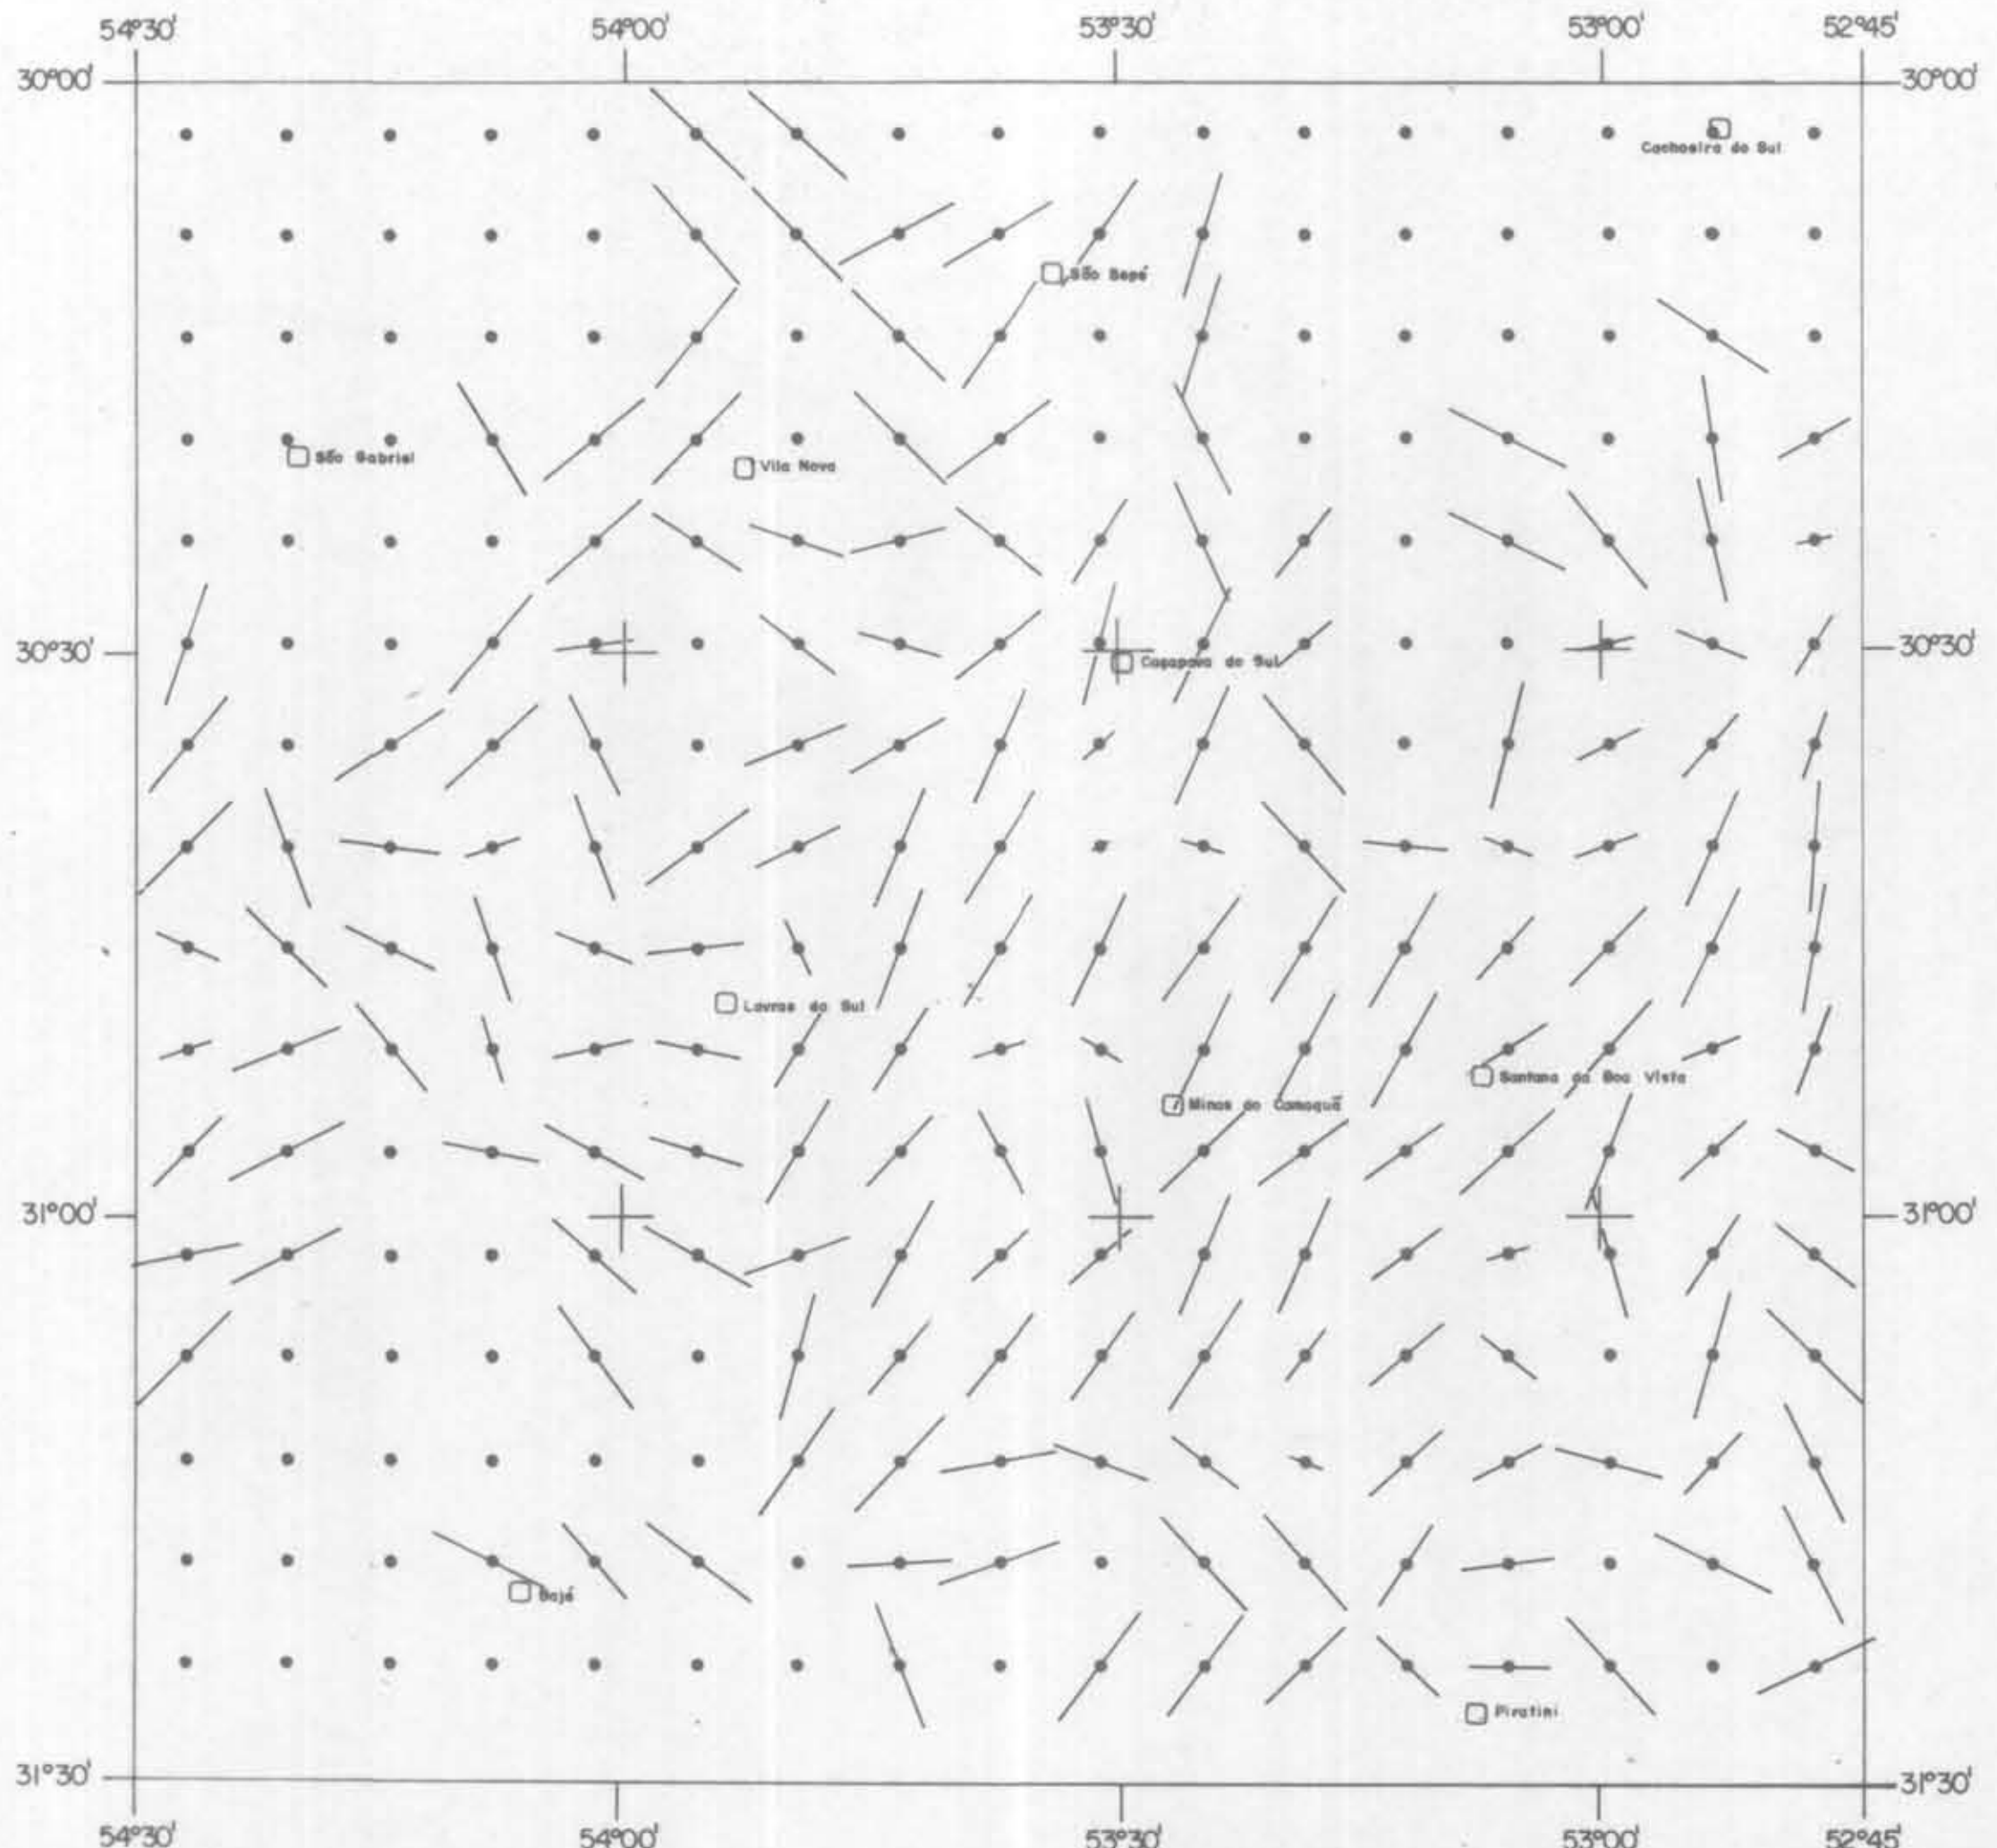 54°30' 54°00' 53°30' 53°00' 52°45'
30°00' 30°00'
Cachoeira do Sul
São Sepé
São Gabriel
Vila Nova
30°30' 30°30'
Caçapava do Sul
Lavras do Sul
Santana da Boa Vista
Minas do Camaquã
31°00' 31°00'
Bajé
Piratini
31°30' 31°30'
54°30' 54°00' 53°30' 53°00' 52°45'